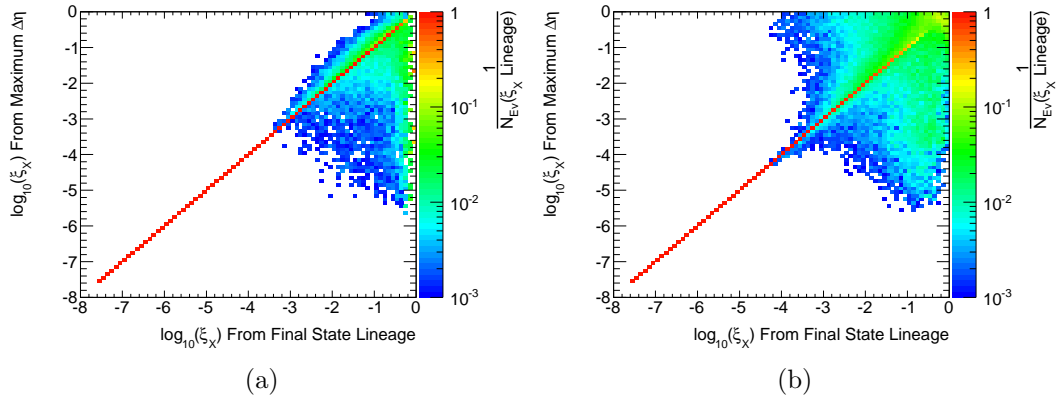 log10(ξX) From Maximum Δη
0
-1
-2
-3
-4
-5
-6
-7
-8
-8 -7 -6 -5 -4 -3 -2 -1 0
log10(ξX) From Final State Lineage
1
10-1
10-2
10-3
1
NEv(ξX Lineage)
(a)
log10(ξX) From Maximum Δη
0
-1
-2
-3
-4
-5
-6
-7
-8
-8 -7 -6 -5 -4 -3 -2 -1 0
log10(ξX) From Final State Lineage
1
10-1
10-2
10-3
1
NEv(ξX Lineage)
(b)